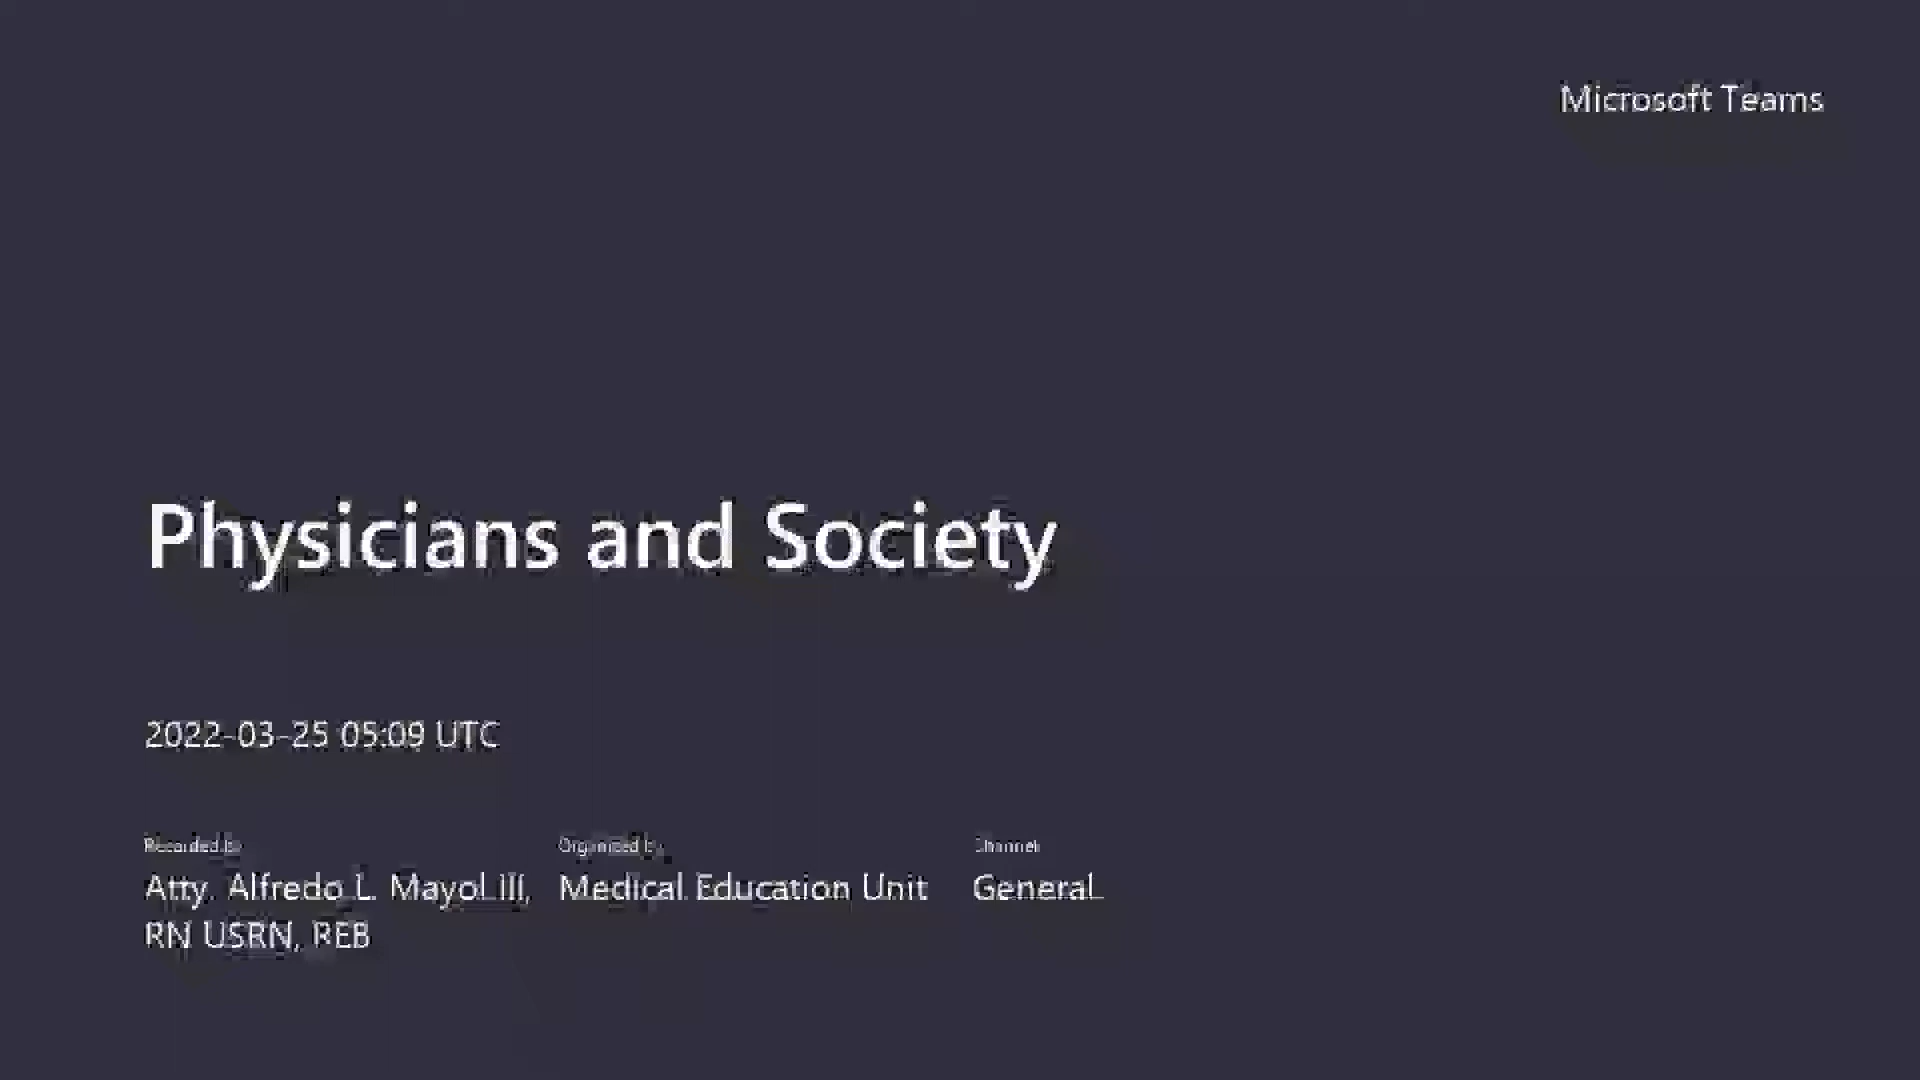 Microsoft Teams
Physicians and Society
2022-03-25 05:09 UTC
Recorded by
Organized by
Channel
Atty. Alfredo L. Mayol III,
RN USRN, REB
Medical Education Unit
General